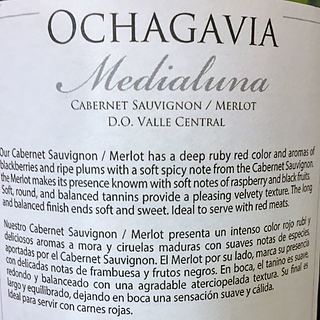 OCHAGAVIA
Medialuna
CABERNET SAUVIGNON / MERLOT
D.O. VALLE CENTRAL
Our Cabernet Sauvignon / Merlot has a deep ruby red color and aromas of
blackberries and ripe plums with a soft spicy note from the Cabernet Sauvignon.
the Merlot makes its presence knowm with soft notes of raspberry and black fruits.
Soft, round, and balanced tannins provide a pleasing velvety texture. The long
and balanced finish ends soft and sweet. Ideal to serve with red meats.
Nuestro Cabernet Sauvignon / Merlot presenta un intenso color rojo rubi y
deliciosos aromas a mora y ciruelas maduras con suaves notas de especies,
aportadas por el Cabernet Sauvignon. El Merlot por su lado, marca su presencia
con delicadas notas de frambuesa y frutos negros. En boca, el tanino es suave,
redondo y balanceado con una agradable aterciopelada textura. Su final es
largo y equilibrado, dejando en boca una sensación suave y cálida.
Ideal para servir con carnes rojas.